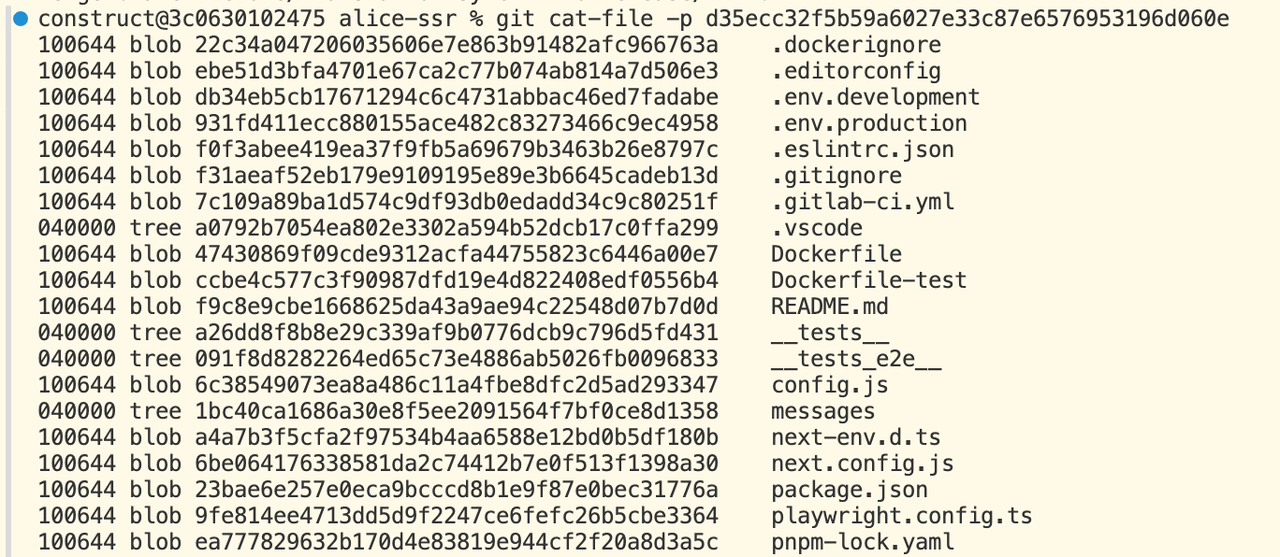 construct@3c0630102475 alice-ssr % git cat-file -p d35ecc32f5b59a6027e33c87e6576953196d060e
100644 blob 22c34a047206035606e7e863b91482afc966763a    .dockerignore
100644 blob ebe51d3bfa4701e67ca2c77b074ab814a7d506e3    .editorconfig
100644 blob db34eb5cb17671294c6c4731abbac46ed7fadabe    .env.development
100644 blob 931fd411ecc880155ace482c83273466c9ec4958    .env.production
100644 blob f0f3abee419ea37f9fb5a69679b3463b26e8797c    .eslintrc.json
100644 blob f31aeaf52eb179e9109195e89e3b6645cadeb13d    .gitignore
100644 blob 7c109a89ba1d574c9df93db0edadd34c9c80251f    .gitlab-ci.yml
040000 tree a0792b7054ea802e3302a594b52dcb17c0ffa299    .vscode
100644 blob 47430869f09cde9312acfa44755823c6446a00e7    Dockerfile
100644 blob ccbe4c577c3f90987dfd19e4d822408edf0556b4    Dockerfile-test
100644 blob f9c8e9cbe1668625da43a9ae94c22548d07b7d0d    README.md
040000 tree a26dd8f8b8e29c339af9b0776dcb9c796d5fd431    __tests__
040000 tree 091f8d8282264ed65c73e4886ab5026fb0096833    __tests_e2e__
100644 blob 6c38549073ea8a486c11a4fbe8dfc2d5ad293347    config.js
040000 tree 1bc40ca1686a30e8f5ee2091564f7bf0ce8d1358    messages
100644 blob a4a7b3f5cfa2f97534b4aa6588e12bd0b5df180b    next-env.d.ts
100644 blob 6be064176338581da2c74412b7e0f513f1398a30    next.config.js
100644 blob 23bae6e257e0eca9bcccd8b1e9f87e0bec31776a    package.json
100644 blob 9fe814ee4713dd5d9f2247ce6fefc26b5cbe3364    playwright.config.ts
100644 blob ea777829632b170d4e83819e944cf2f20a8d3a5c    pnpm-lock.yaml